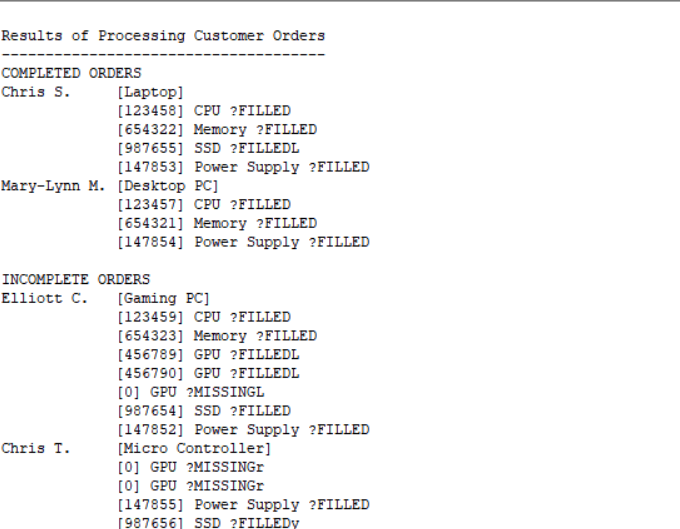 Results of Processing Customer Orders
------------------------------------
COMPLETED ORDERS
Chris S.     [Laptop]
             [123458] CPU ?FILLED
             [654322] Memory ?FILLED
             [987655] SSD ?FILLEDL
             [147853] Power Supply ?FILLED
Mary-Lynn M. [Desktop PC]
             [123457] CPU ?FILLED
             [654321] Memory ?FILLED
             [147854] Power Supply ?FILLED

INCOMPLETE ORDERS
Elliott C.   [Gaming PC]
             [123459] CPU ?FILLED
             [654323] Memory ?FILLED
             [456789] GPU ?FILLEDL
             [456790] GPU ?FILLEDL
             [0] GPU ?MISSINGL
             [987654] SSD ?FILLED
             [147852] Power Supply ?FILLED
Chris T.     [Micro Controller]
             [0] GPU ?MISSINGr
             [0] GPU ?MISSINGr
             [147855] Power Supply ?FILLED
             [987656] SSD ?FILLEDy